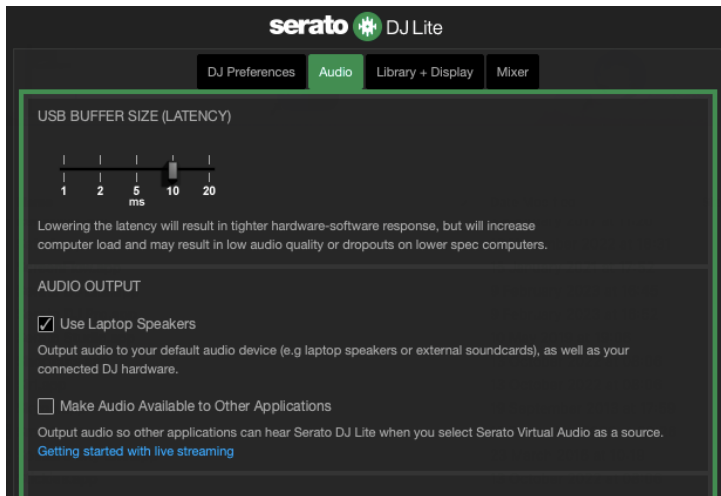 serato DJ Lite
DJ Preferences Audio Library + Display Mixer
USB BUFFER SIZE (LATENCY)
1 2 5 10 20
ms
Lowering the latency will result in tighter hardware-software response, but will increase
computer load and may result in low audio quality or dropouts on lower spec computers.
AUDIO OUTPUT
Use Laptop Speakers
Output audio to your default audio device (e.g laptop speakers or external soundcards), as well as your
connected DJ hardware.
Make Audio Available to Other Applications
Output audio so other applications can hear Serato DJ Lite when you select Serato Virtual Audio as a source.
Getting started with live streaming